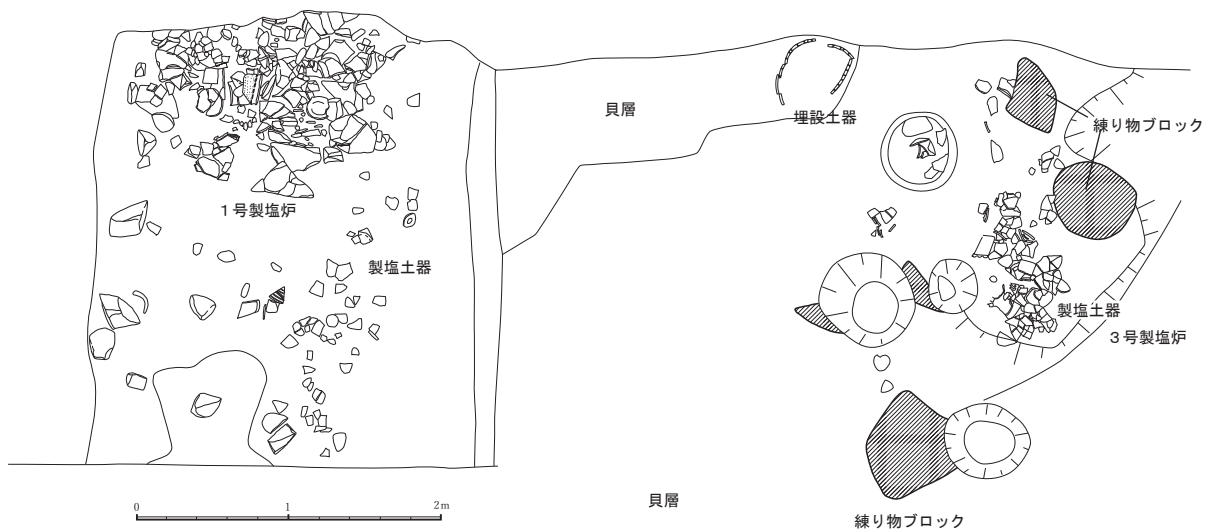 貝層
埋設土器
練り物ブロック
1号製塩炉
製塩土器
製塩土器
3号製塩炉
0 1 2m
貝層
練り物ブロック